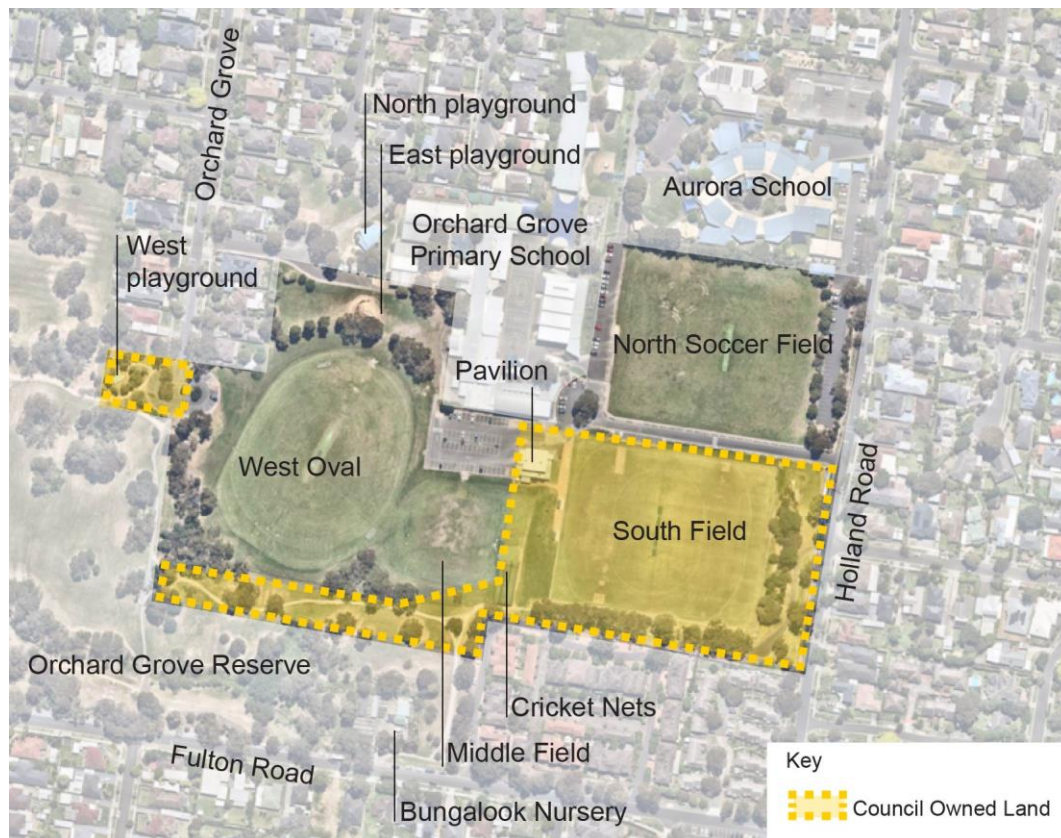 Orchard Grove
North playground
East playground
Aurora School
Orchard Grove
Primary School
West
playground
North Soccer Field
Pavilion
West Oval
South Field
Holland Road
Orchard Grove Reserve
Cricket Nets
Middle Field
Fulton Road
Bungalook Nursery
Key
Council Owned Land